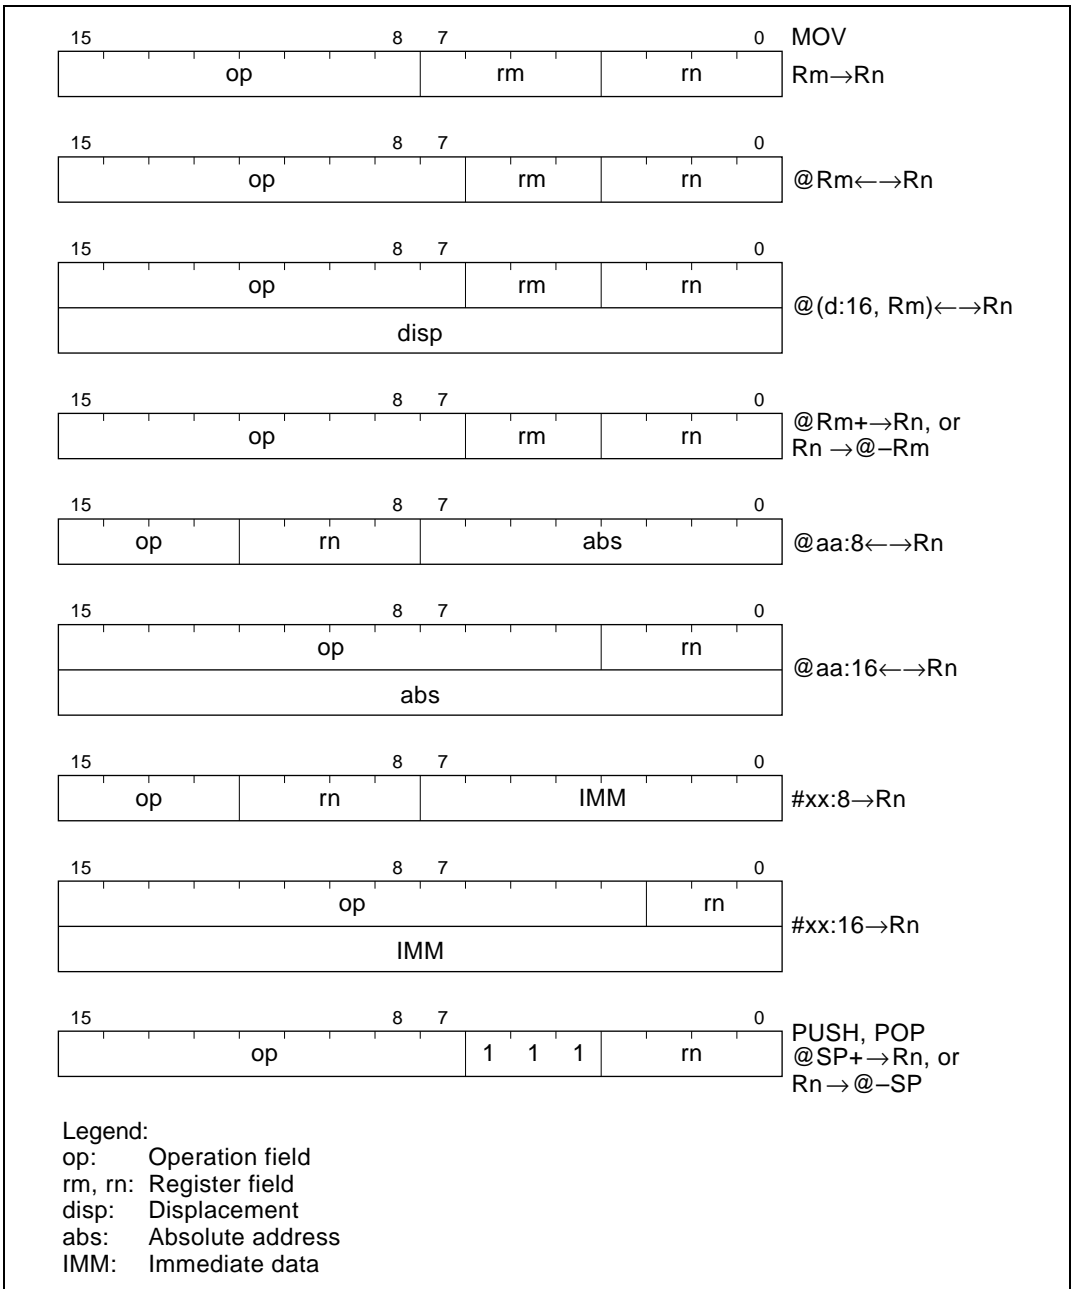 15 8 7 0 MOV
op rm rn Rm→Rn
15 8 7 0
op rm rn @Rm←→Rn
15 8 7 0
op rm rn
@(d:16, Rm)←→Rn
disp
15 8 7 0
@Rm+→Rn, or
op rm rn
Rn →@–Rm
15 8 7 0
op rn abs @aa:8←→Rn
15 8 7 0
op rn
@aa:16←→Rn
abs
15 8 7 0
op rn IMM #xx:8→Rn
15 8 7 0
op rn
#xx:16→Rn
IMM
15 8 7 0
PUSH, POP
op 1 1 1 rn @SP+→Rn, or
Rn→@–SP
Legend:
op: Operation field
rm, rn: Register field
disp: Displacement
abs: Absolute address
IMM: Immediate data